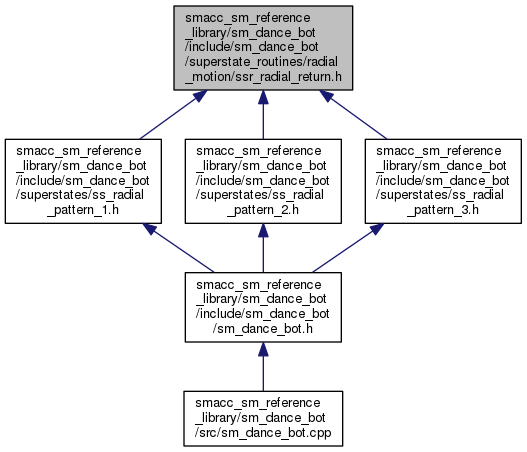 smacc_sm_reference
_library/sm_dance_bot
/include/sm_dance_bot
/superstate_routines/radial
_motion/ssr_radial_return.h
smacc_sm_reference
_library/sm_dance_bot
/include/sm_dance_bot
/superstates/ss_radial
_pattern_1.h
smacc_sm_reference
_library/sm_dance_bot
/include/sm_dance_bot
/superstates/ss_radial
_pattern_2.h
smacc_sm_reference
_library/sm_dance_bot
/include/sm_dance_bot
/superstates/ss_radial
_pattern_3.h
smacc_sm_reference
_library/sm_dance_bot
/include/sm_dance_bot
/sm_dance_bot.h
smacc_sm_reference
_library/sm_dance_bot
/src/sm_dance_bot.cpp